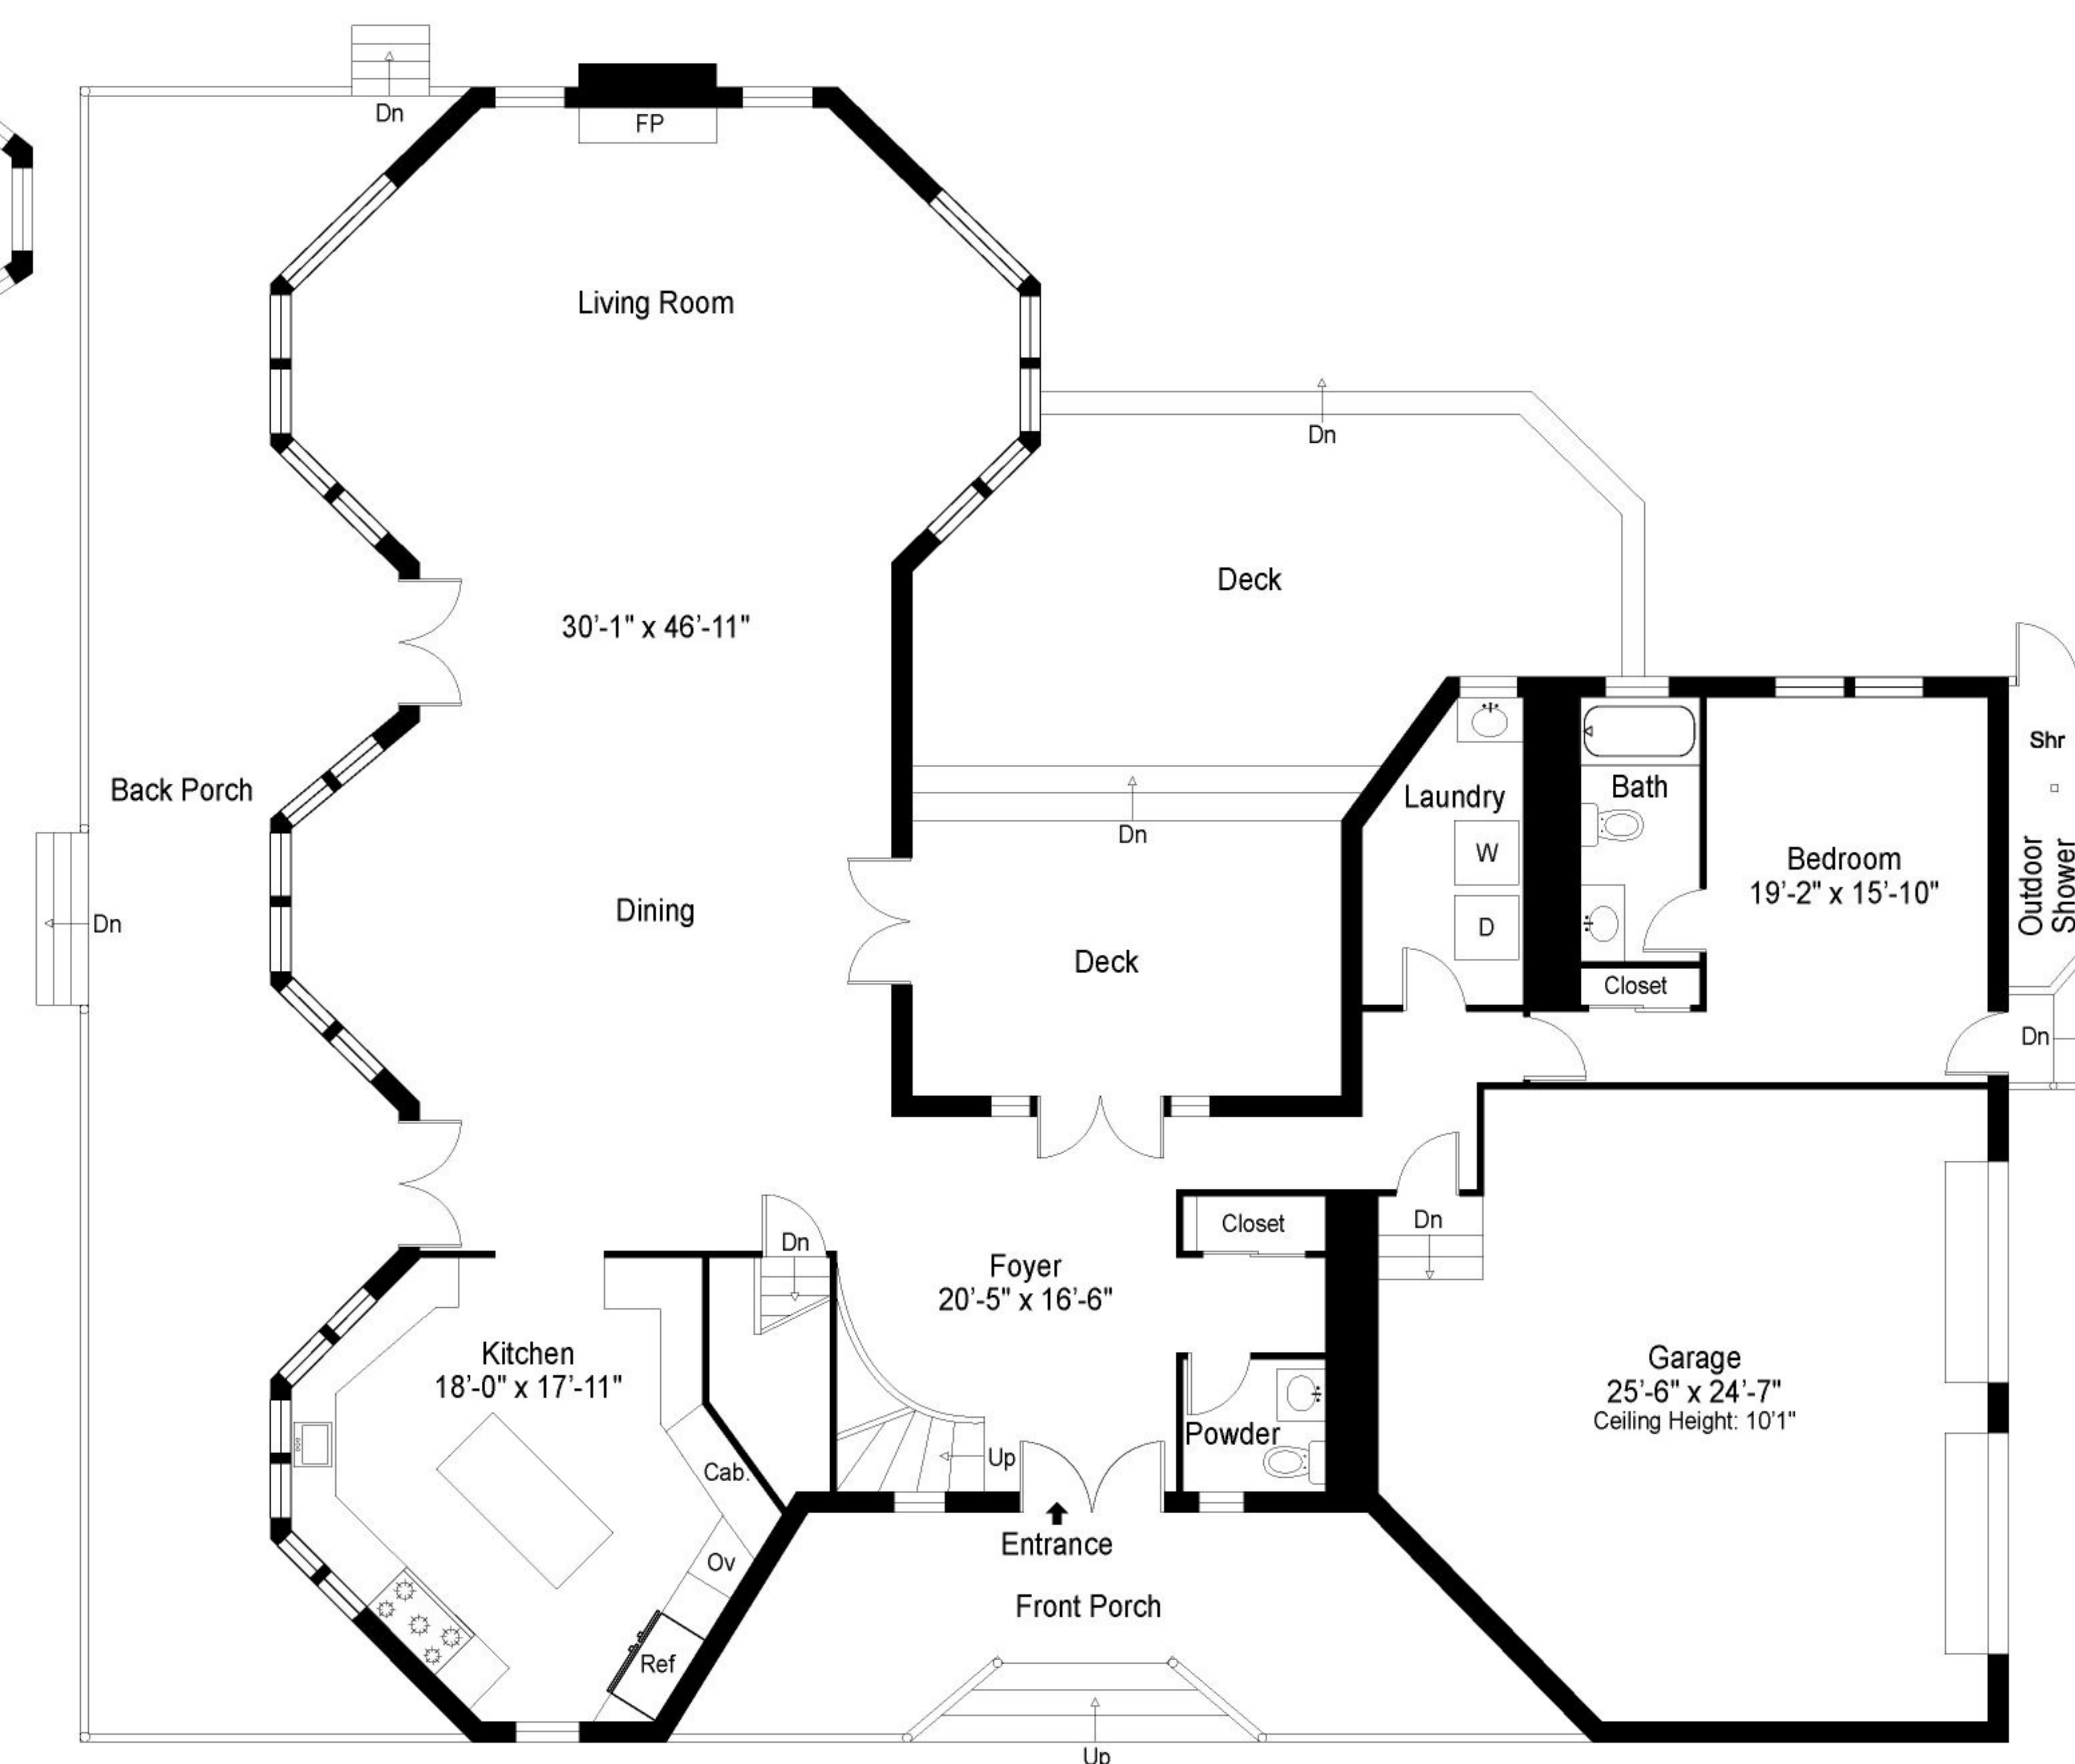 Dn
FP
Living Room
Dn
30'-1" x 46'-11"
Deck
Back Porch
Dn
Dining
Dn
Deck
Laundry
W
D
Bath
Closet
Bedroom
19'-2" x 15'-10"
Shr
Outdoor
Shower
Dn
Dn
Closet
Dn
Foyer
20'-5" x 16'-6"
Kitchen
18'-0" x 17'-11"
Cab.
Ov
Ref
Up
Powder
Garage
25'-6" x 24'-7"
Ceiling Height: 10'1"
Entrance
Front Porch
Up